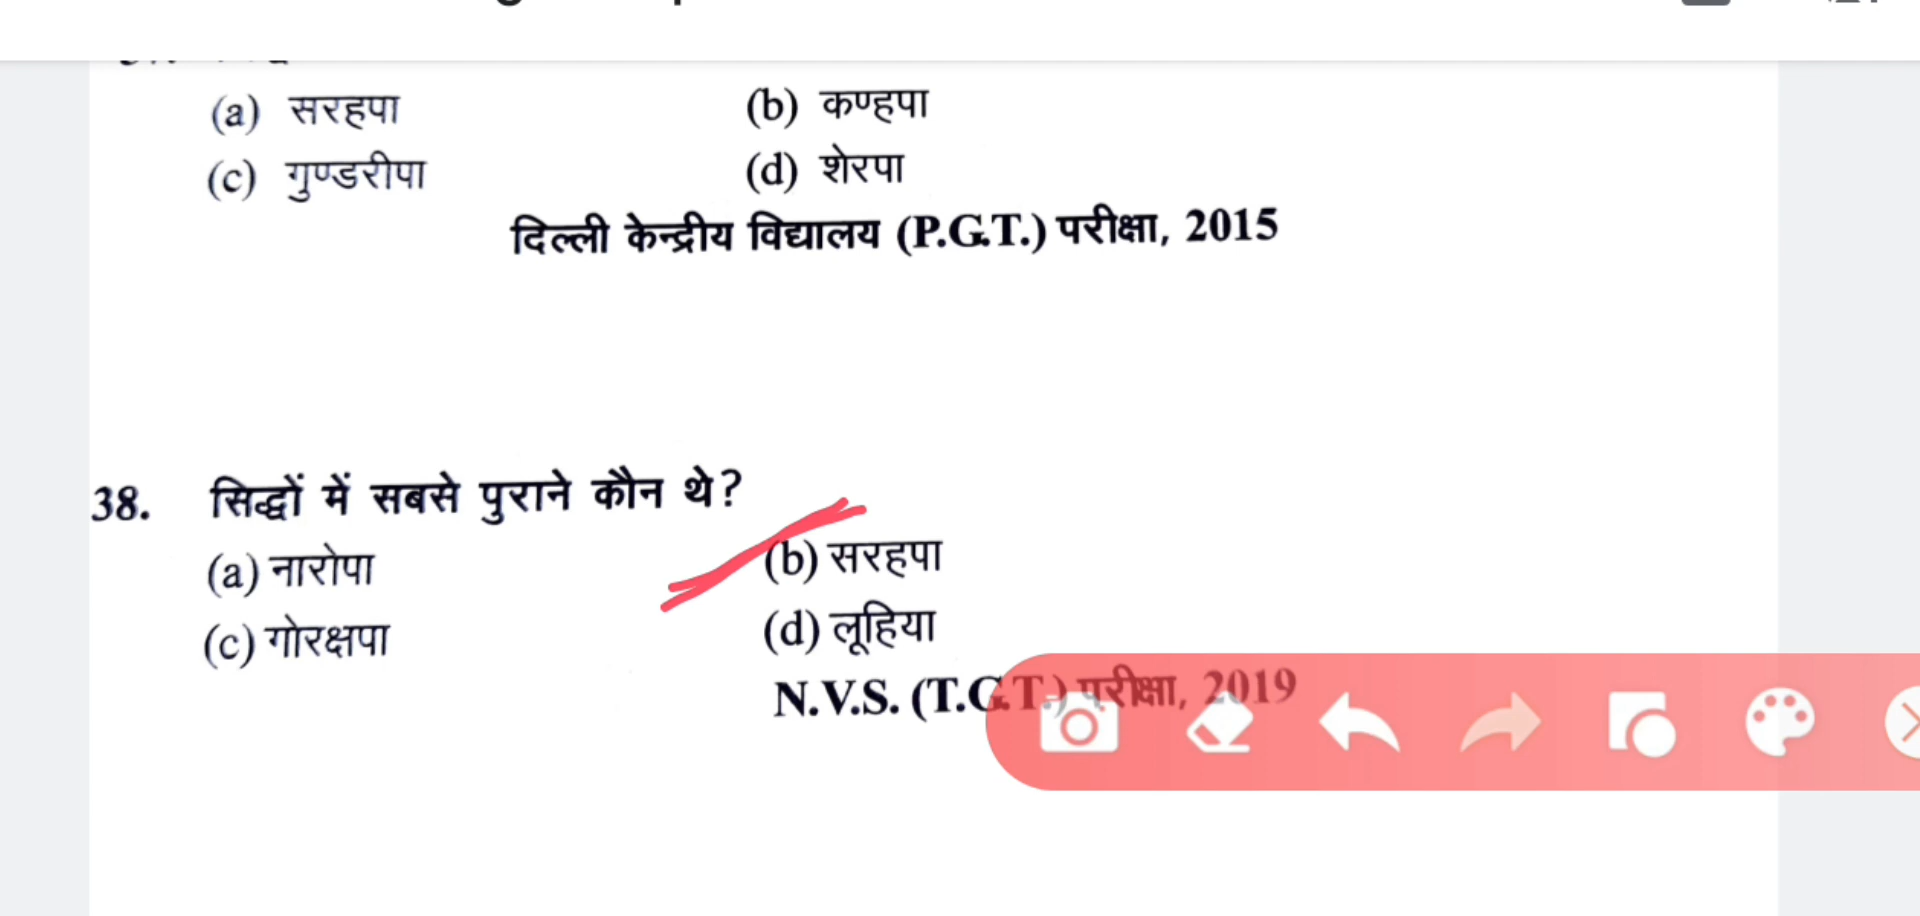 (a) सरहपा (b) कण्हपा
(c) गुण्डरीपा (d) शेरपा
दिल्ली केन्द्रीय विद्यालय (P.G.T.) परीक्षा, 2015
38. सिद्धों में सबसे पुराने कौन थे?
(a) नारोपा (b) सरहपा
(c) गोरक्षपा (d) लूहिया
N.V.S. (T.G.T.) परीक्षा, 2019